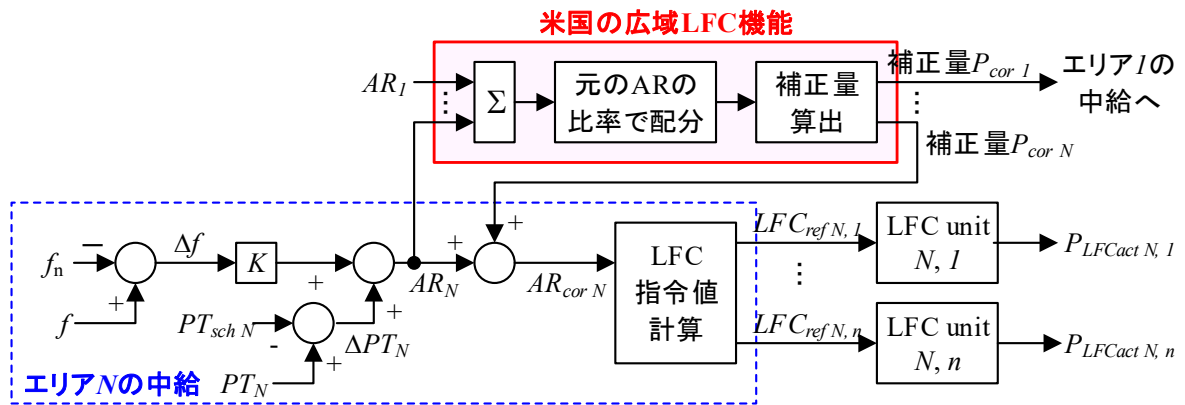 米国の広域LFC機能
AR1
⋮
Σ
元のARの
比率で配分
補正量
算出
補正量Pcor 1
⋮
補正量Pcor N
エリア1の
中給へ
fn
−
+
f
Δf
K
+
+
PTsch N
-
+
PTN
ΔPTN
ARN
+
+
ARcor N
LFC
指令値
計算
LFCref N, 1
⋮
LFCref N, n
LFC unit
N, 1
LFC unit
N, n
PLFCact N, 1
PLFCact N, n
エリアNの中給